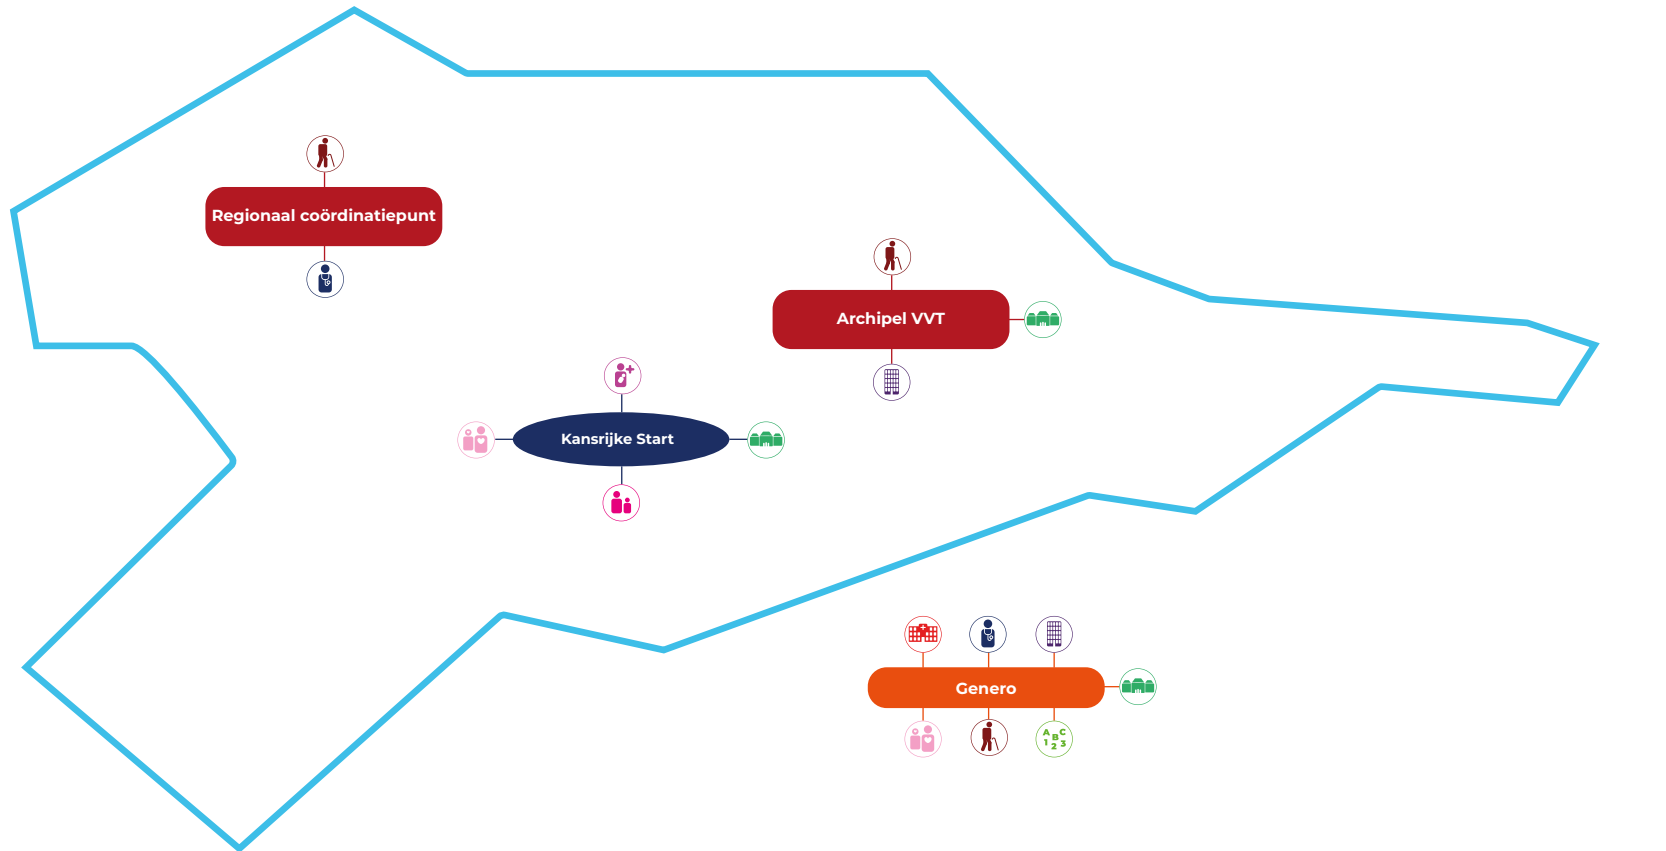 Regionaal coördinatiepunt
Archipel VVT
Kansrijke Start
Genero
A B C
1 2 3